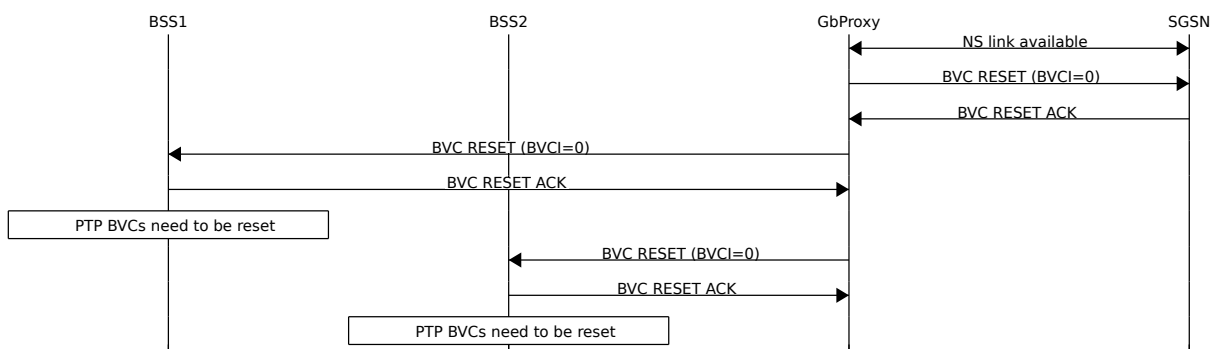 BSS1 BSS2 GbProxy SGSN
NS link available
BVC RESET (BVCI=0)
BVC RESET ACK
BVC RESET (BVCI=0)
BVC RESET ACK
PTP BVCs need to be reset
BVC RESET (BVCI=0)
BVC RESET ACK
PTP BVCs need to be reset